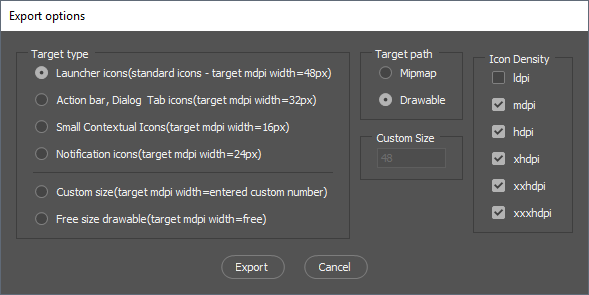 Export options
Target type
Launcher icons(standard icons - target mdpi width=48px)
Action bar, Dialog  Tab icons(target mdpi width=32px)
Small Contextual Icons(target mdpi width=16px)
Notification icons(target mdpi width=24px)
Custom size(target mdpi width=entered custom number)
Free size drawable(target mdpi width=free)
Target path
Mipmap
Drawable
Custom Size
48
Icon Density
ldpi
mdpi
hdpi
xhdpi
xxhdpi
xxxhdpi
Export
Cancel